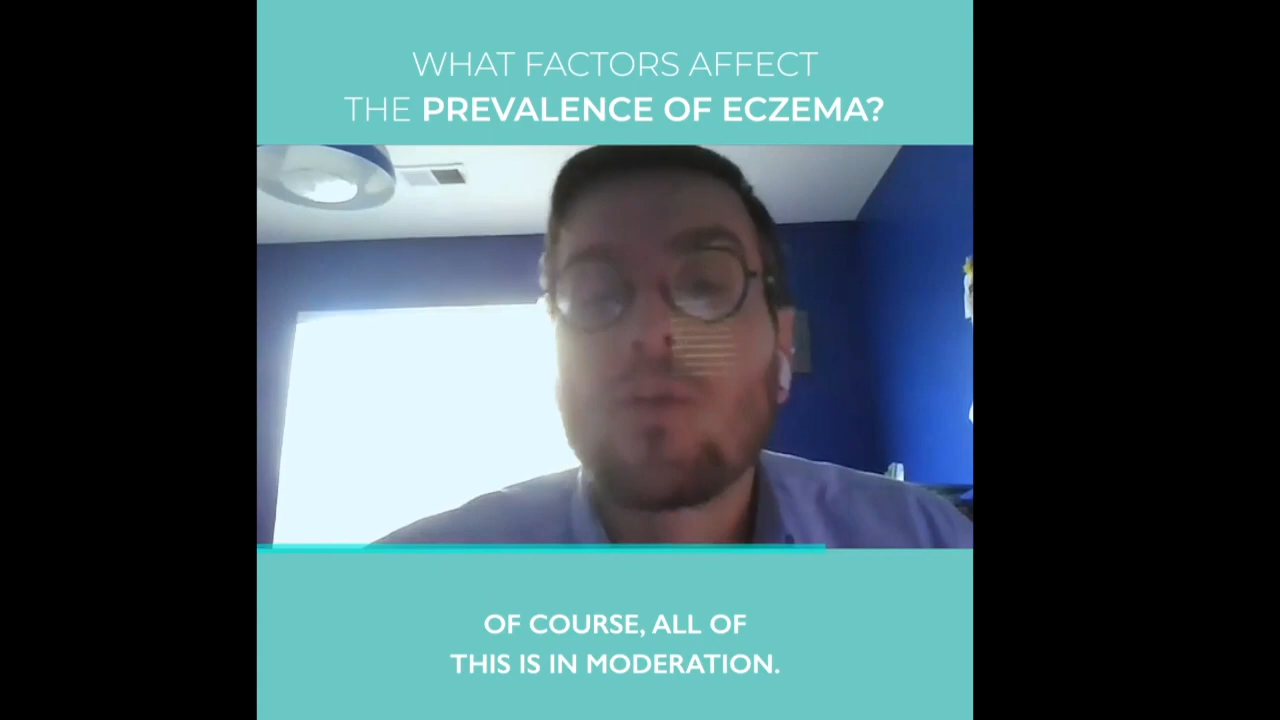 WHAT FACTORS AFFECT
THE PREVALENCE OF ECZEMA?
OF COURSE, ALL OF
THIS IS IN MODERATION.